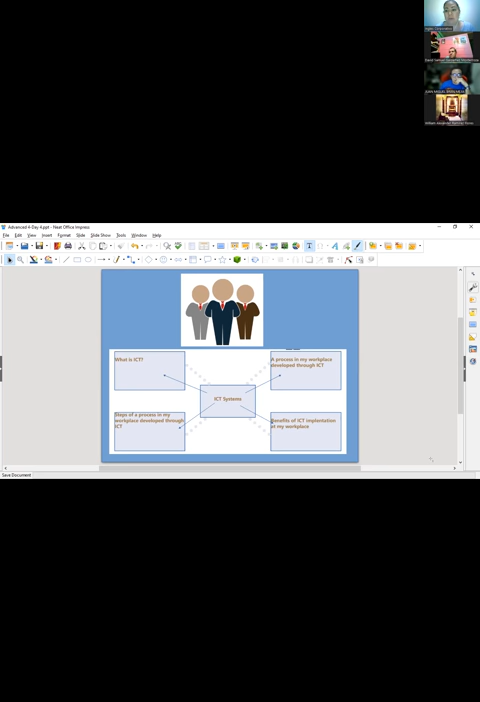 Advanced 4-Day 4.ppt - Neat Office Impress
File Edit View Insert Format Slide Slide Show Tools Window Help
What is ICT?
A process in my workplace
developed through ICT
ICT Systems
Steps of a process in my
workplace developed through
ICT
Benefits of ICT implentation
at my workplace
Save Document